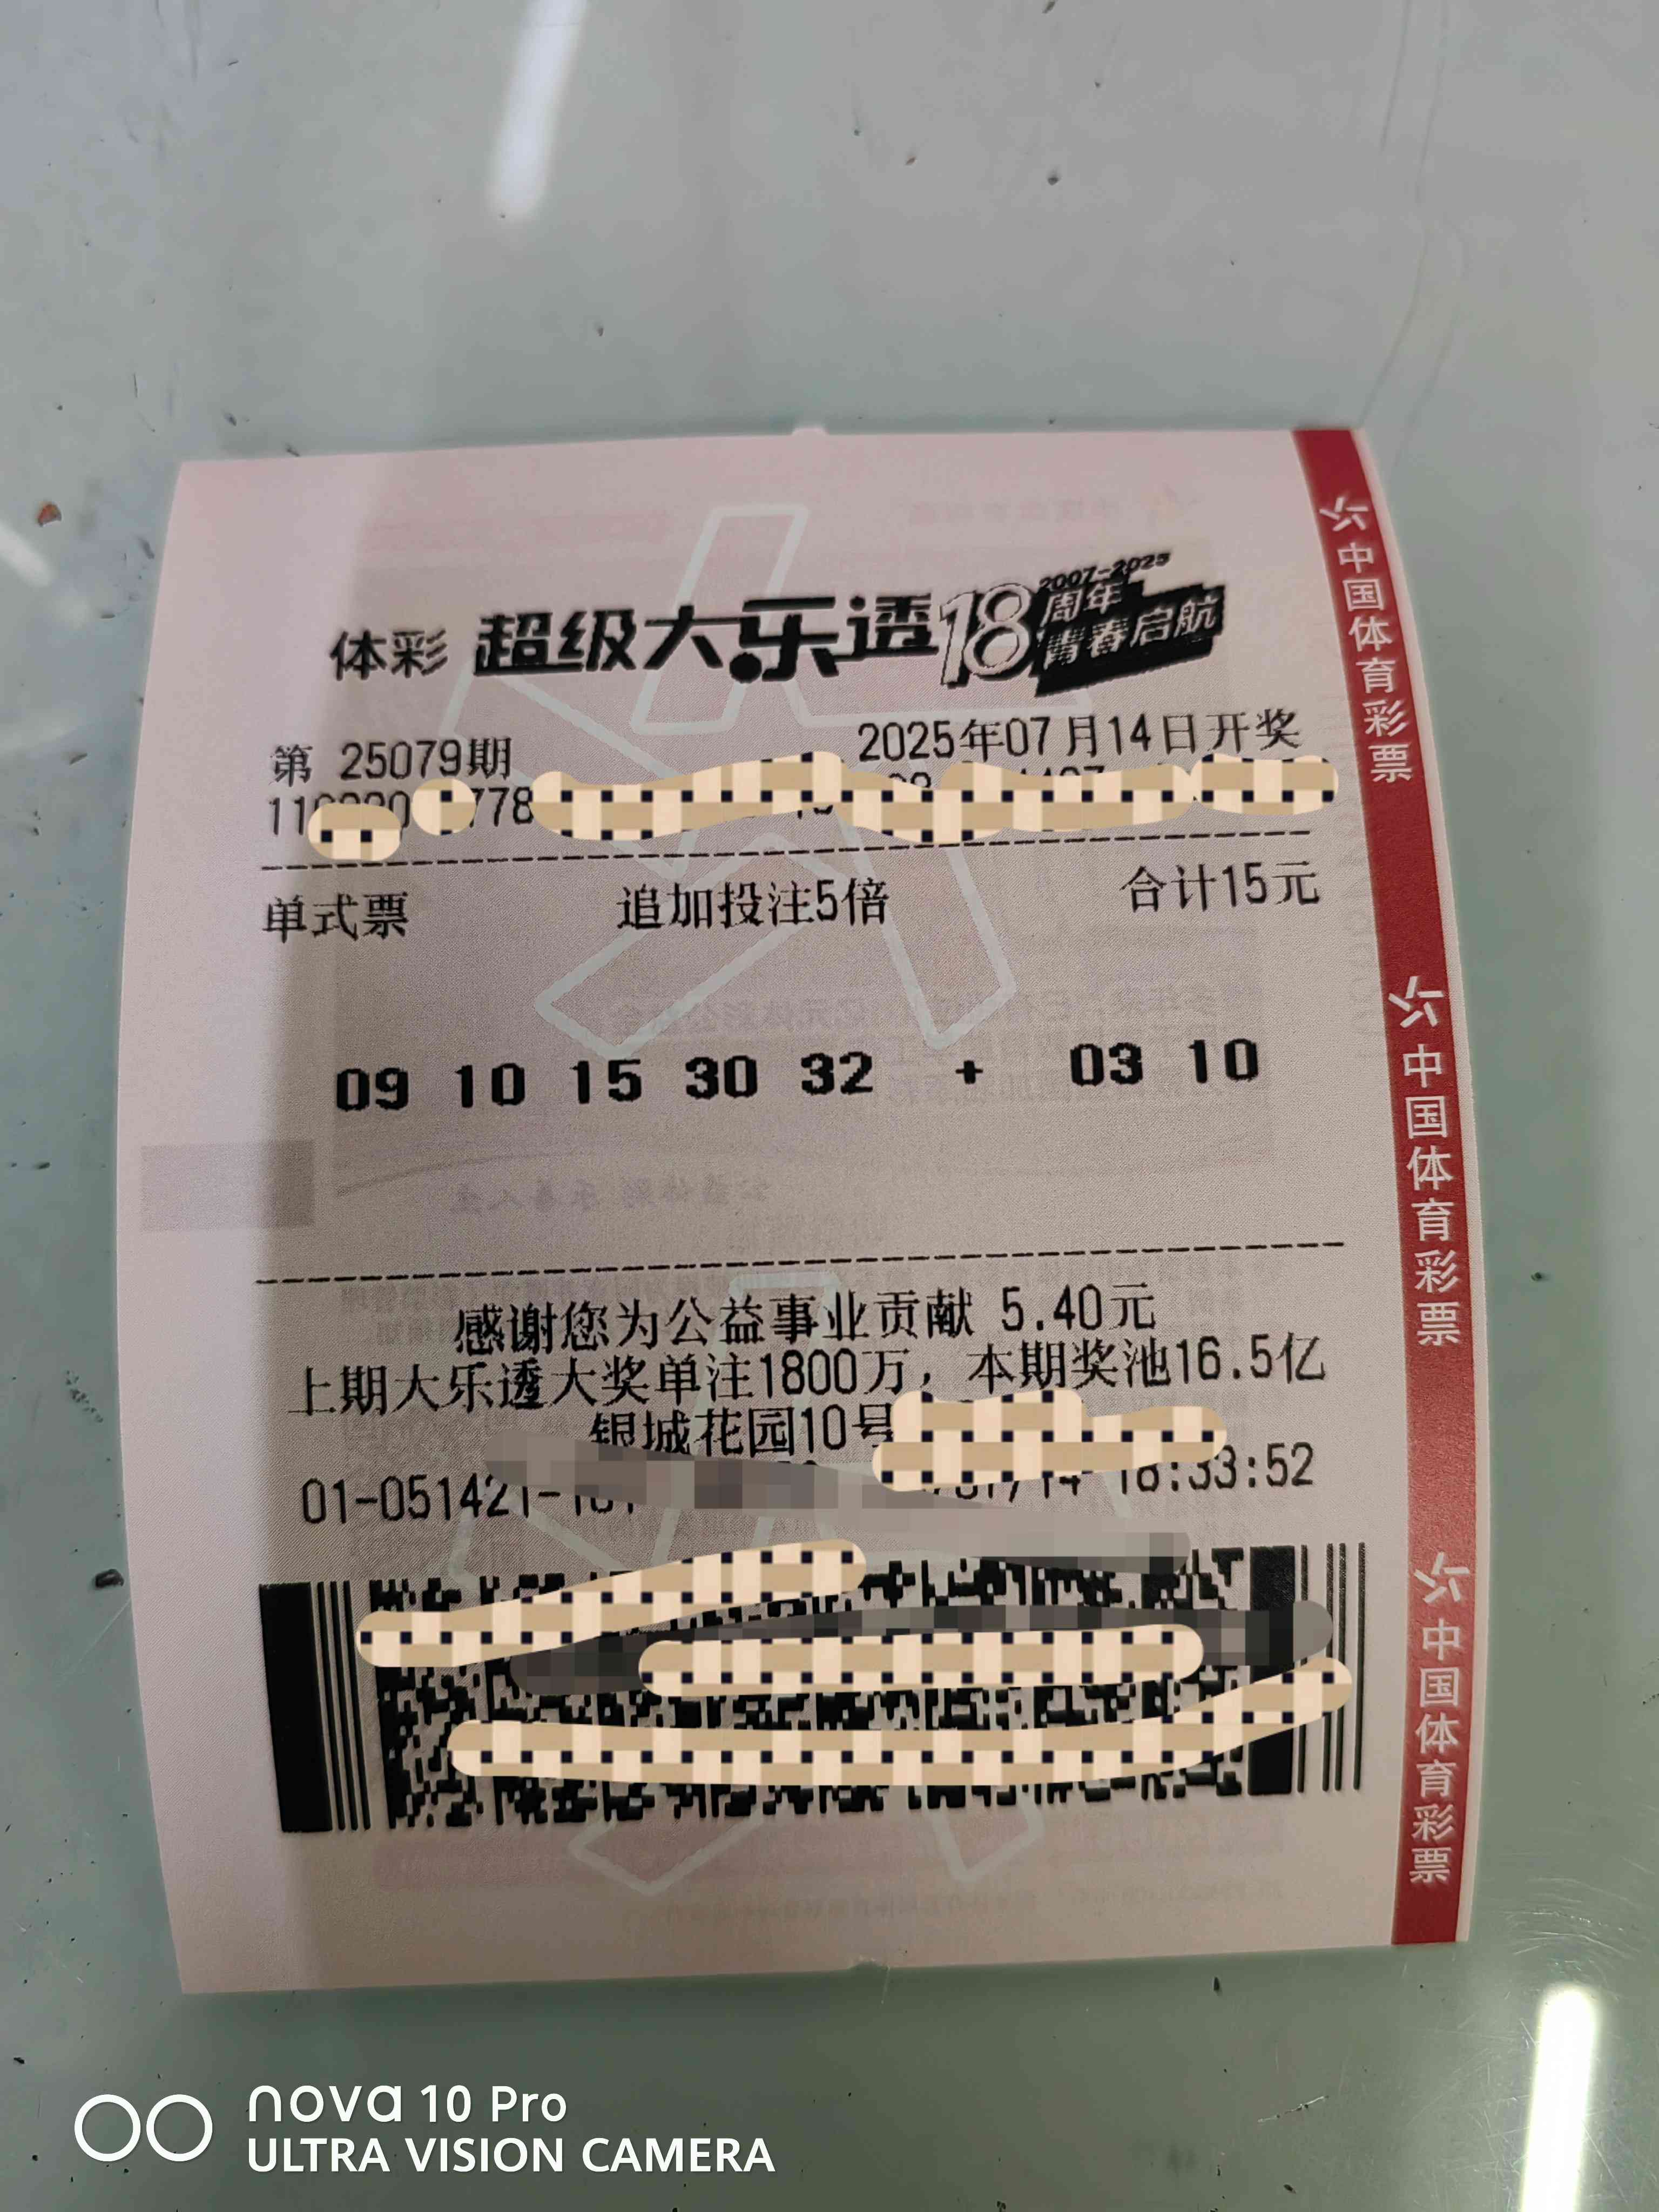 体彩 超级大乐透 18周年 2007-2025 青春启航
第 25079期 2025年07月14日开奖
单式票 追加投注5倍 合计15元
09 10 15 30 32 + 03 10
感谢您为公益事业贡献 5.40元
上期大乐透大奖单注1800万，本期奖池16.5亿
银城花园10号
01-051421- 18:33:52
中国体育彩票
中国体育彩票
中国体育彩票
nova 10 Pro
ULTRA VISION CAMERA